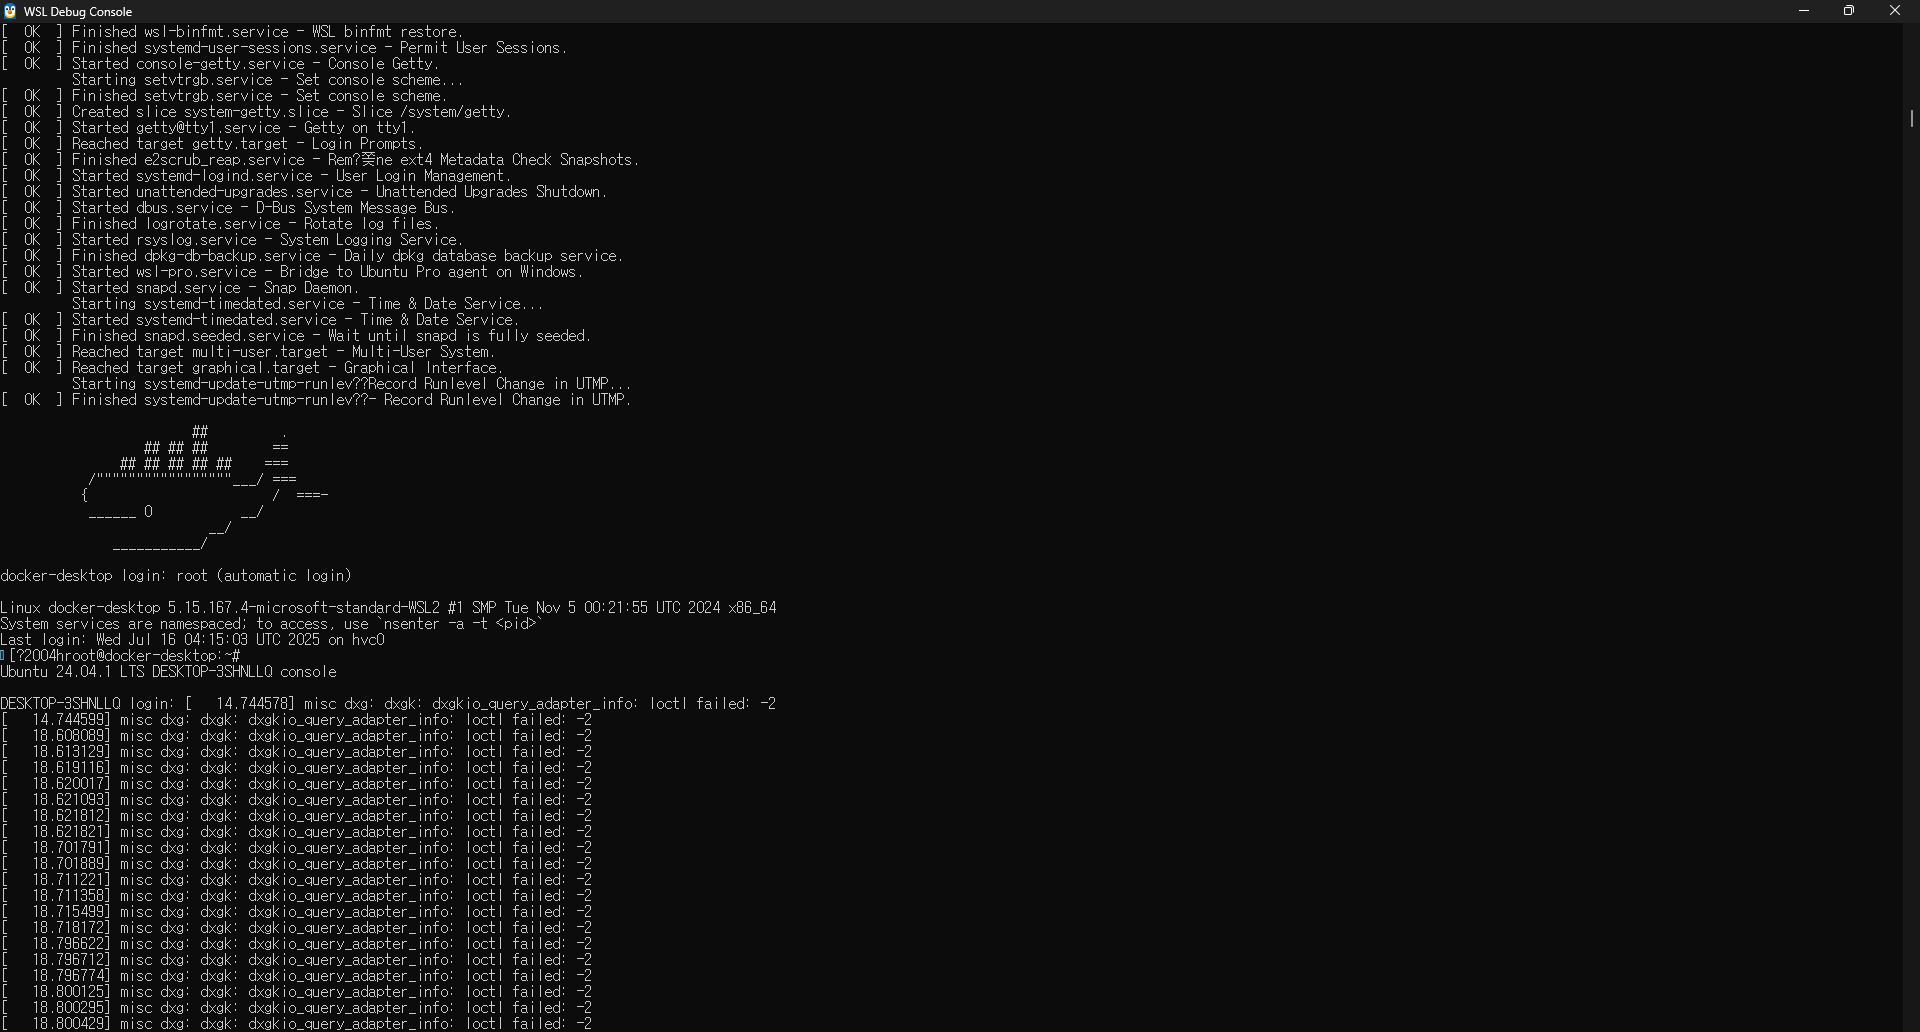 WSL Debug Console
[  OK  ] Finished wsl-binfmt.service - WSL binfmt restore.
[  OK  ] Finished systemd-user-sessions.service - Permit User Sessions.
[  OK  ] Started console-getty.service - Console Getty.
         Starting setvtrgb.service - Set console scheme...
[  OK  ] Finished setvtrgb.service - Set console scheme.
[  OK  ] Created slice system-getty.slice - Slice /system/getty.
[  OK  ] Started getty@tty1.service - Getty on tty1.
[  OK  ] Reached target getty.target - Login Prompts.
[  OK  ] Finished e2scrub_reap.service - ext4 Metadata Check Snapshots.
[  OK  ] Started systemd-logind.service - User Login Management.
[  OK  ] Started unattended-upgrades.service - Unattended Upgrades Shutdown.
[  OK  ] Started dbus.service - D-Bus System Message Bus.
[  OK  ] Finished logrotate.service - Rotate log files.
[  OK  ] Started rsyslog.service - System Logging Service.
[  OK  ] Finished dpkg-db-backup.service - Daily dpkg database backup service.
[  OK  ] Started wsl-pro.service - Bridge to Ubuntu Pro agent on Windows.
[  OK  ] Started snapd.service - Snap Daemon.
         Starting systemd-timedated.service - Time & Date Service...
[  OK  ] Started systemd-timedated.service - Time & Date Service.
[  OK  ] Finished snapd.seeded.service - Wait until snapd is fully seeded.
[  OK  ] Reached target multi-user.target - Multi-User System.
[  OK  ] Reached target graphical.target - Graphical Interface.
         Starting systemd-update-utmp-runlev??Record Runlevel Change in UTMP...
[  OK  ] Finished systemd-update-utmp-runlev??- Record Runlevel Change in UTMP.
                        ##         .
                  ## ## ##        ==
               ## ## ## ## ##    ===
           /"""""""""""""""""___/ ===
          {                       /  ===-
           ______ O           __/
                          __/
              ___________/
docker-desktop login: root (automatic login)
Linux docker-desktop 5.15.167.4-microsoft-standard-WSL2 #1 SMP Tue Nov 5 00:21:55 UTC 2024 x86_64
System services are namespaced; to access, use `nsenter -a -t <pid>`
Last login: Wed Jul 16 04:15:03 UTC 2025 on hvc0
[?2004hroot@docker-desktop:~#
Ubuntu 24.04.1 LTS DESKTOP-3SHNLLQ console
DESKTOP-3SHNLLQ login: [   14.744578] misc dxg: dxgk: dxgkio_query_adapter_info: Ioctl failed: -2
[   14.744599] misc dxg: dxgk: dxgkio_query_adapter_info: Ioctl failed: -2
[   18.608089] misc dxg: dxgk: dxgkio_query_adapter_info: Ioctl failed: -2
[   18.613129] misc dxg: dxgk: dxgkio_query_adapter_info: Ioctl failed: -2
[   18.619116] misc dxg: dxgk: dxgkio_query_adapter_info: Ioctl failed: -2
[   18.620017] misc dxg: dxgk: dxgkio_query_adapter_info: Ioctl failed: -2
[   18.621093] misc dxg: dxgk: dxgkio_query_adapter_info: Ioctl failed: -2
[   18.621812] misc dxg: dxgk: dxgkio_query_adapter_info: Ioctl failed: -2
[   18.621821] misc dxg: dxgk: dxgkio_query_adapter_info: Ioctl failed: -2
[   18.701791] misc dxg: dxgk: dxgkio_query_adapter_info: Ioctl failed: -2
[   18.701889] misc dxg: dxgk: dxgkio_query_adapter_info: Ioctl failed: -2
[   18.711221] misc dxg: dxgk: dxgkio_query_adapter_info: Ioctl failed: -2
[   18.711358] misc dxg: dxgk: dxgkio_query_adapter_info: Ioctl failed: -2
[   18.715499] misc dxg: dxgk: dxgkio_query_adapter_info: Ioctl failed: -2
[   18.718172] misc dxg: dxgk: dxgkio_query_adapter_info: Ioctl failed: -2
[   18.796622] misc dxg: dxgk: dxgkio_query_adapter_info: Ioctl failed: -2
[   18.796712] misc dxg: dxgk: dxgkio_query_adapter_info: Ioctl failed: -2
[   18.796774] misc dxg: dxgk: dxgkio_query_adapter_info: Ioctl failed: -2
[   18.800125] misc dxg: dxgk: dxgkio_query_adapter_info: Ioctl failed: -2
[   18.800295] misc dxg: dxgk: dxgkio_query_adapter_info: Ioctl failed: -2
[   18.800429] misc dxg: dxgk: dxgkio_query_adapter_info: Ioctl failed: -2